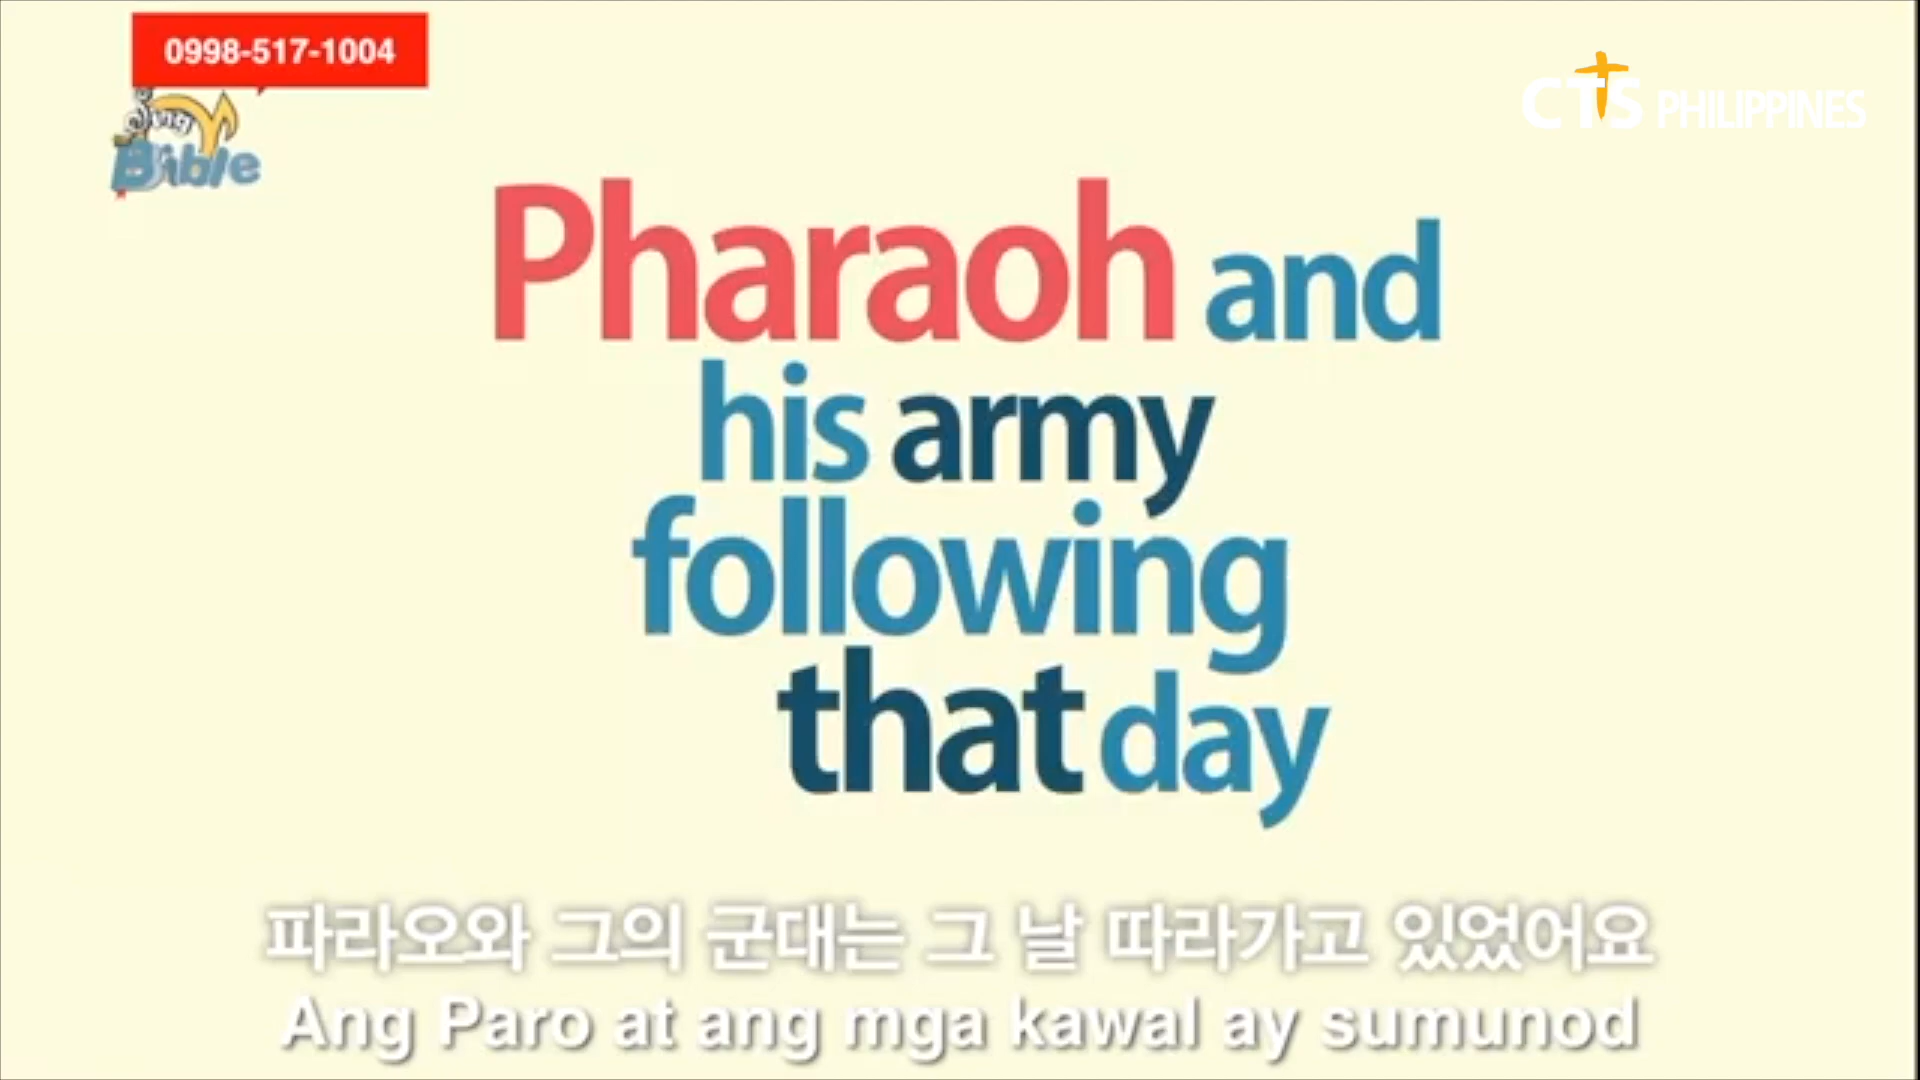 0998-517-1004
Sing
Bible
CTS PHILIPPINES
Pharaoh and
his army
following
that day
파라오와 그의 군대는 그 날 따라가고 있었어요
Ang Paro at ang mga kawal ay sumunod